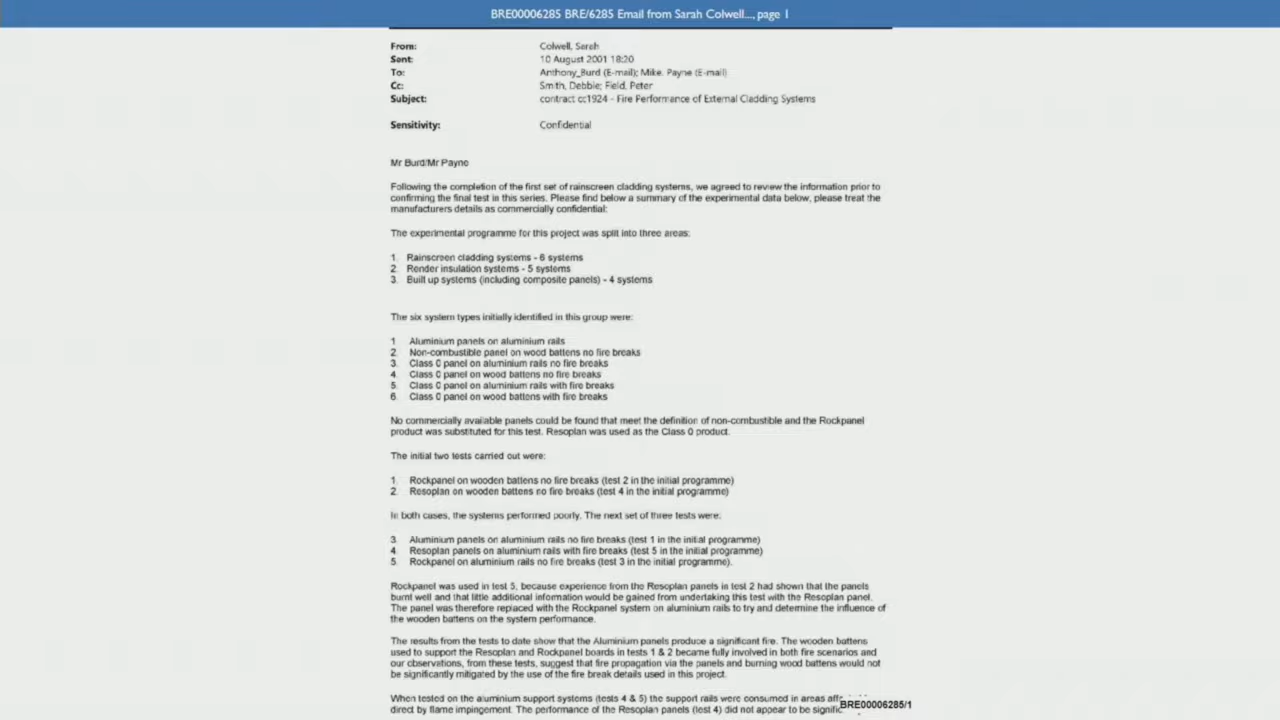 BRE00006285 BRE/6285 Email from Sarah Colwell..., page 1
From: Colwell, Sarah
Sent: 10 August 2001 18:20
To: Anthony_Burd (E-mail); Mike. Payne (E-mail)
Cc: Smith, Debbie; Field, Peter
Subject: contract cc1924 - Fire Performance of External Cladding Systems
Sensitivity: Confidential
Mr Burd/Mr Payne
Following the completion of the first set of rainscreen cladding systems, we agreed to review the information prior to
confirming the final test in this series. Please find below a summary of the experimental data below, please treat the
manufacturers details as commercially confidential:
The experimental programme for this project was split into three areas:
1. Rainscreen cladding systems - 6 systems
2. Render insulation systems - 5 systems
3. Built up systems (including composite panels) - 4 systems
The six system types initially identified in this group were:
1 Aluminium panels on aluminium rails
2. Non-combustible panel on wood battens no fire breaks
3. Class 0 panel on aluminium rails no fire breaks
4. Class 0 panel on wood battens no fire breaks
5. Class 0 panel on aluminium rails with fire breaks
6. Class 0 panel on wood battens with fire breaks
No commercially available panels could be found that meet the definition of non-combustible and the Rockpanel
product was substituted for this test. Resoplan was used as the Class 0 product.
The initial two tests carried out were:
1. Rockpanel on wooden battens no fire breaks (test 2 in the initial programme)
2. Resoplan on wooden battens no fire breaks (test 4 in the initial programme)
In both cases, the systems performed poorly. The next set of three tests were:
3. Aluminium panels on aluminium rails no fire breaks (test 1 in the initial programme)
4. Resoplan panels on aluminium rails with fire breaks (test 5 in the initial programme)
5. Rockpanel on aluminium rails no fire breaks (test 3 in the initial programme).
Rockpanel was used in test 5, because experience from the Resoplan panels in test 2 had shown that the panels
burnt well and that little additional information would be gained from undertaking this test with the Resoplan panel.
The panel was therefore replaced with the Rockpanel system on aluminium rails to try and determine the influence of
the wooden battens on the system performance.
The results from the tests to date show that the Aluminium panels produce a significant fire. The wooden battens
used to support the Resoplan and Rockpanel boards in tests 1 & 2 became fully involved in both fire scenarios and
our observations, from these tests, suggest that fire propagation via the panels and burning wood battens would not
be significantly mitigated by the use of the fire break details used in this project.
When tested on the aluminium support systems (tests 4 & 5) the support rails were consumed in areas
direct by flame impingement. The performance of the Resoplan panels (test 4) did not appear to be
BRE00006285/1